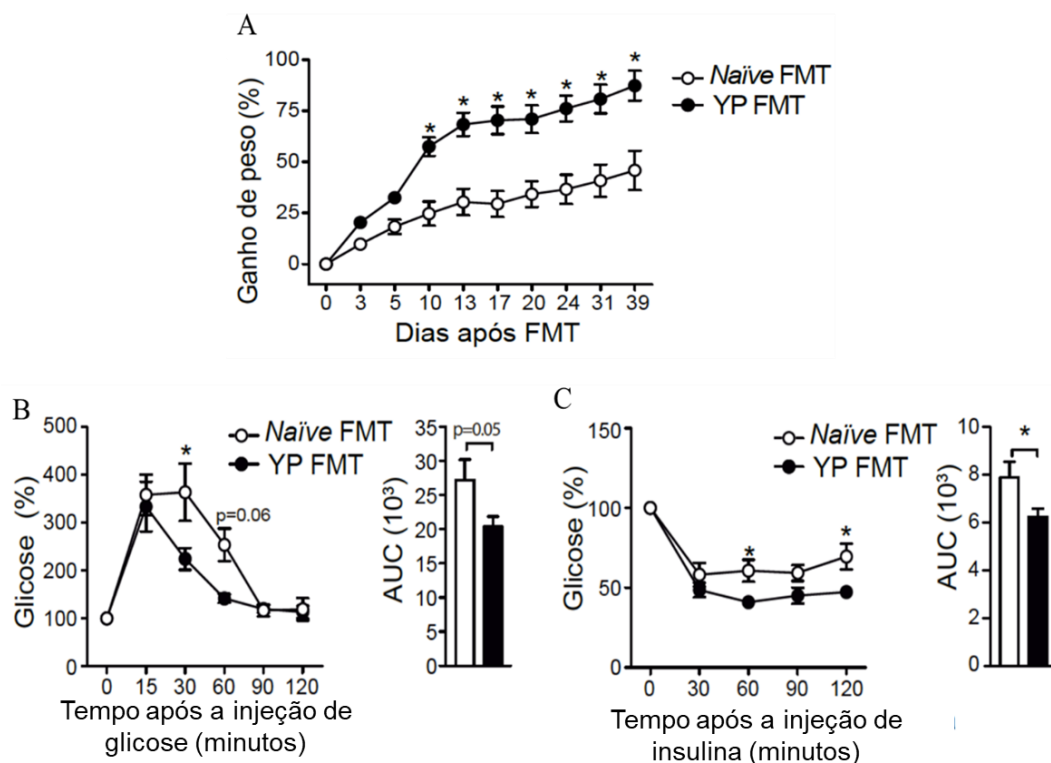 A
Ganho de peso (%)
100
75
50
25
0
0 3 5 10 13 17 20 24 31 39
Dias após FMT
* * * * * * * *
Naïve FMT
YP FMT
B
Glicose (%)
500
400
300
200
100
0
0 15 30 60 90 120
Tempo após a injeção de
glicose (minutos)
Naïve FMT
YP FMT
*
p=0.06
AUC (10³)
35
30
25
20
15
10
5
0
p=0.05
C
Glicose (%)
150
100
50
0
0 30 60 90 120
Tempo após a injeção de
insulina (minutos)
Naïve FMT
YP FMT
* *
AUC (10³)
10
8
6
4
2
0
*